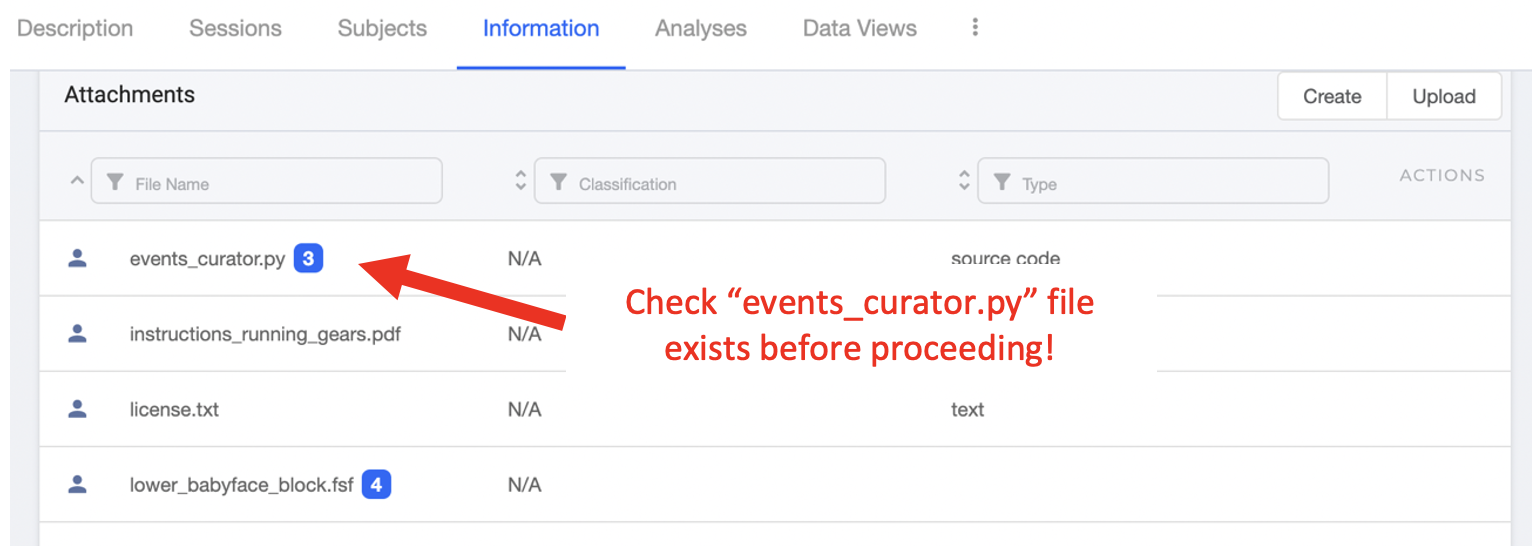 Description Sessions Subjects Information Analyses Data Views
Attachments Create Upload
File Name Classification Type ACTIONS
events_curator.py 3 N/A source code
Check “events_curator.py” file
exists before proceeding!
instructions_running_gears.pdf N/A
license.txt N/A text
lower_babyface_block.fsf 4 N/A